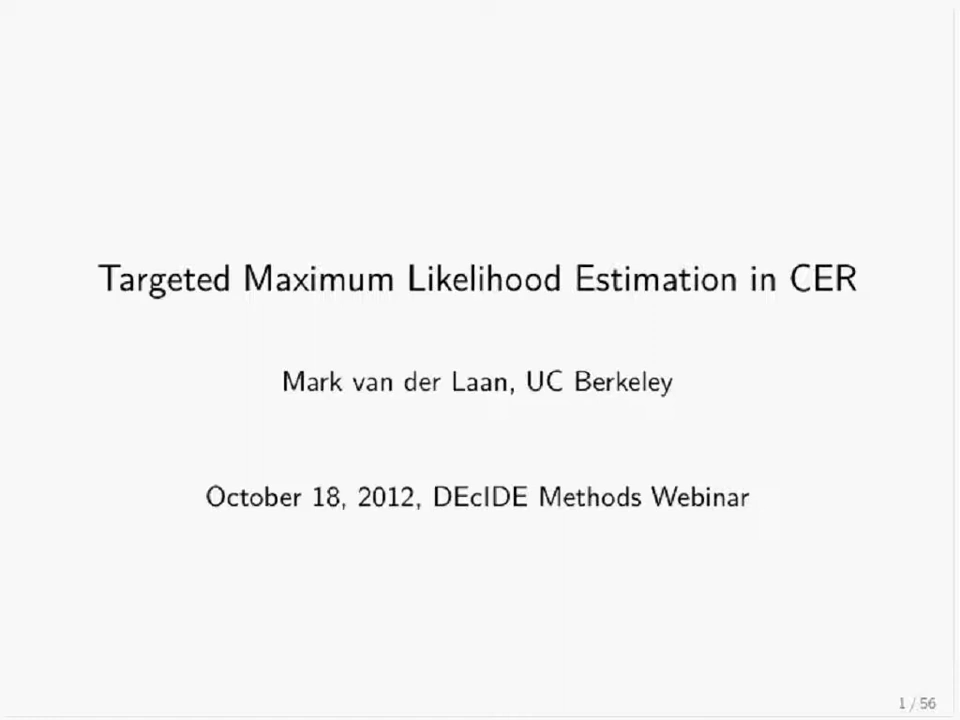 Targeted Maximum Likelihood Estimation in CER
Mark van der Laan, UC Berkeley
October 18, 2012, DEcIDE Methods Webinar
1 / 56